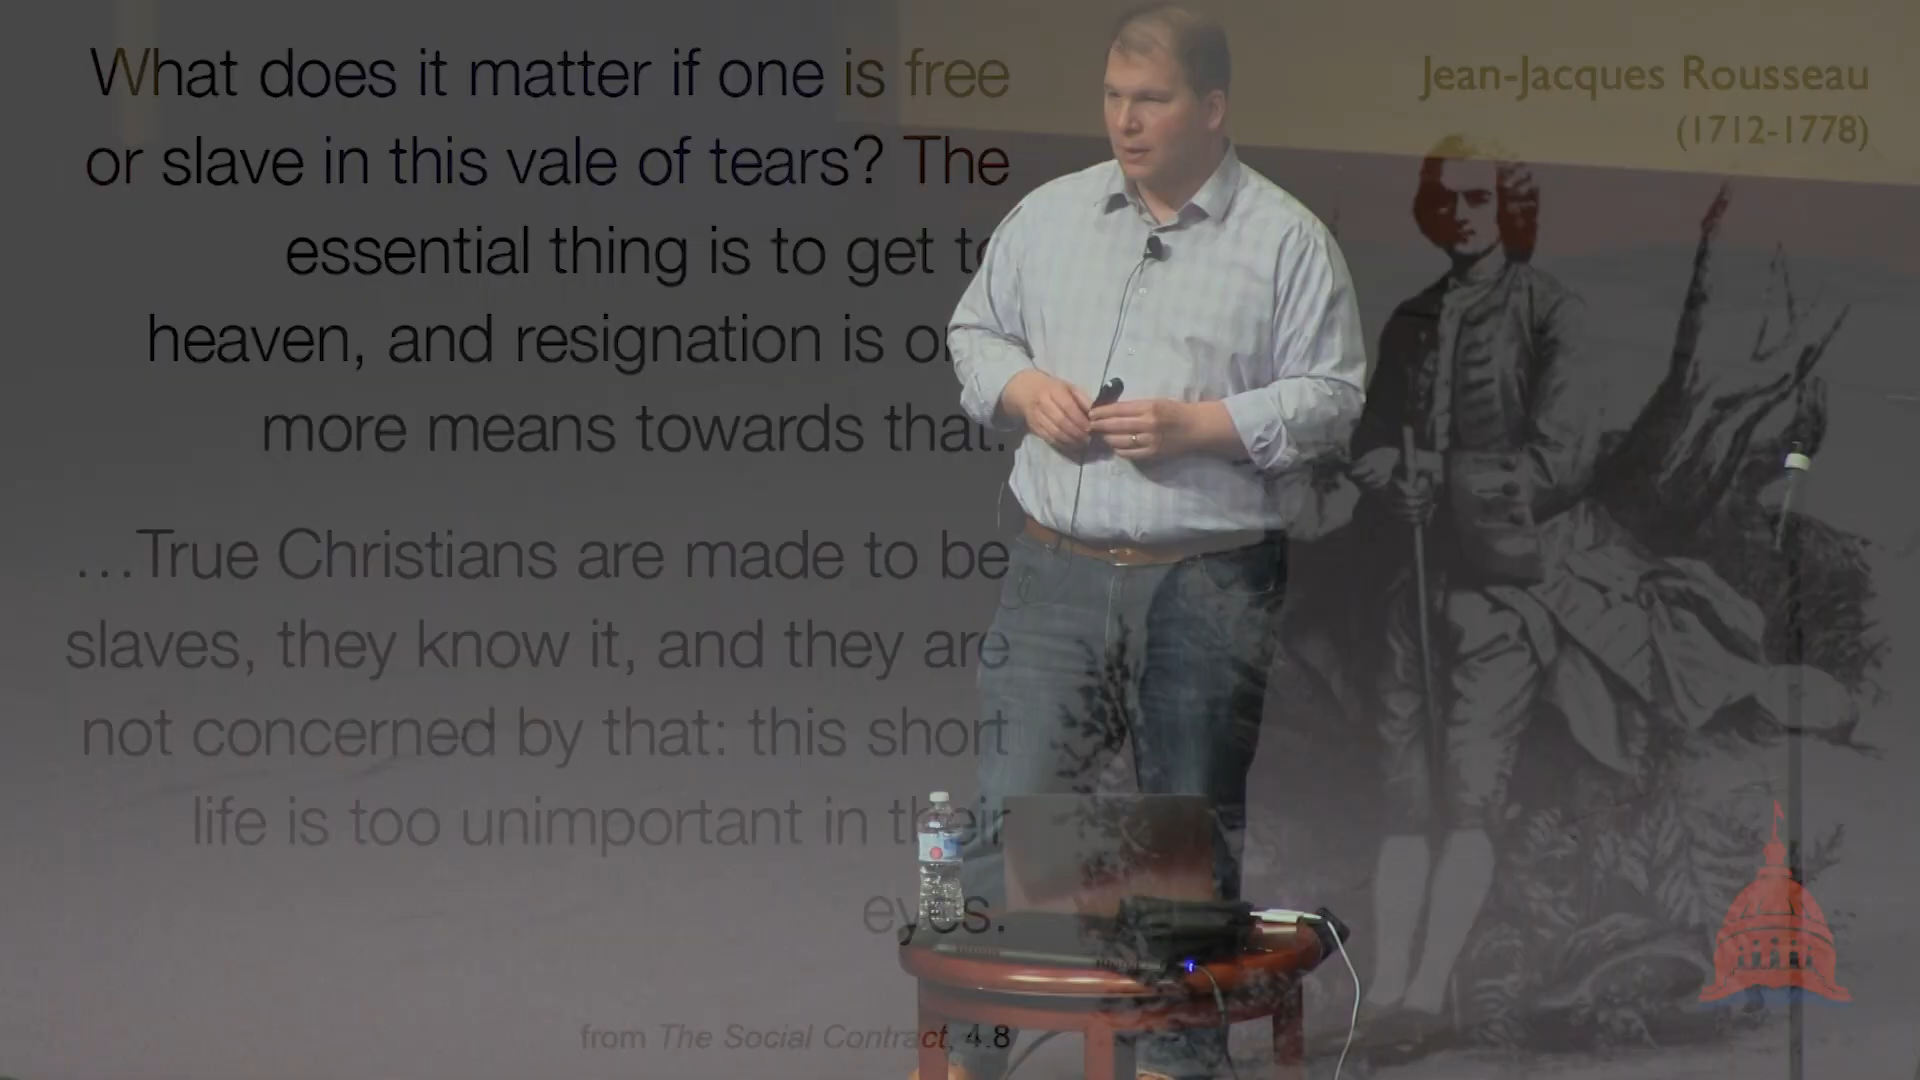 What does it matter if one is free
or slave in this vale of tears? The
essential thing is to get to
heaven, and resignation is one
more means towards that.
…True Christians are made to be
slaves, they know it, and they are
not concerned by that: this short
life is too unimportant in their
eyes.
from The Social Contract, 4.8
Jean-Jacques Rousseau
(1712-1778)